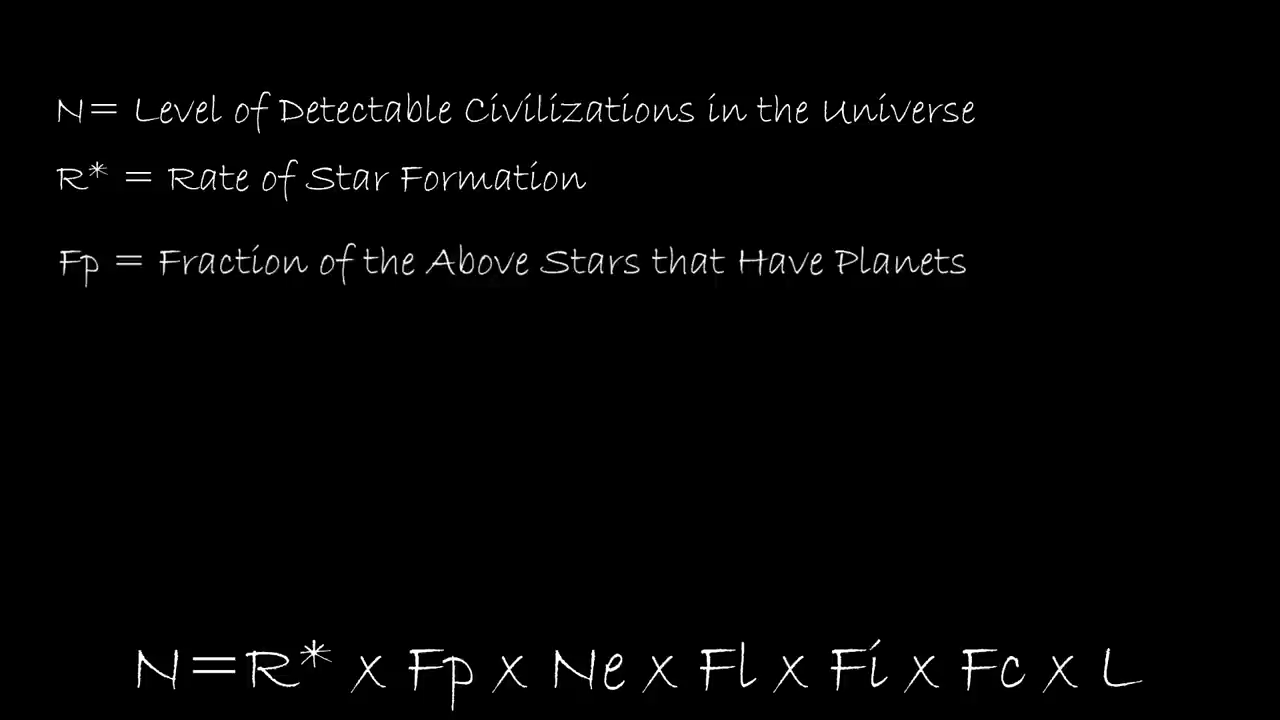 N= Level of Detectable Civilizations in the Universe
R* = Rate of Star Formation
Fp = Fraction of the Above Stars that Have Planets
N=R* x Fp x Ne x Fl x Fi x Fc x L